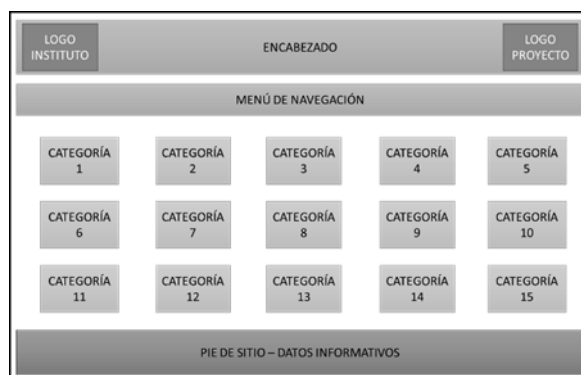 LOGO
INSTITUTO
ENCABEZADO
LOGO
PROYECTO
MENÚ DE NAVEGACIÓN
CATEGORÍA
1
CATEGORÍA
2
CATEGORÍA
3
CATEGORÍA
4
CATEGORÍA
5
CATEGORÍA
6
CATEGORÍA
7
CATEGORÍA
8
CATEGORÍA
9
CATEGORÍA
10
CATEGORÍA
11
CATEGORÍA
12
CATEGORÍA
13
CATEGORÍA
14
CATEGORÍA
15
PIE DE SITIO – DATOS INFORMATIVOS